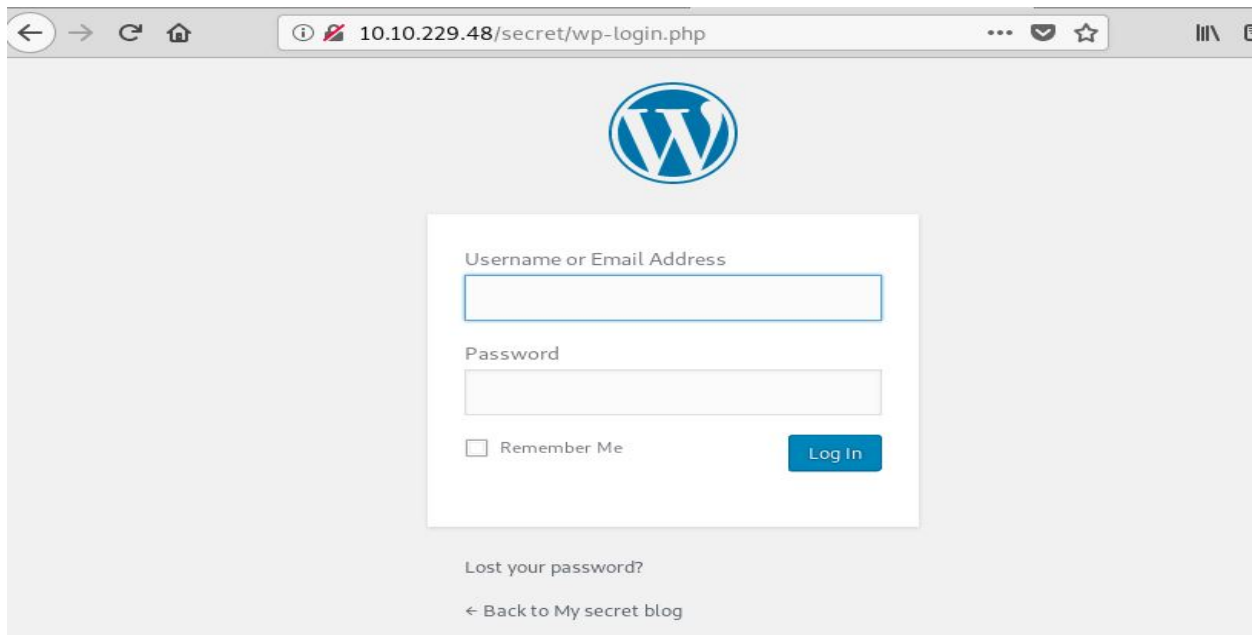 10.10.229.48/secret/wp-login.php
Username or Email Address
Password
Remember Me
Log In
Lost your password?
← Back to My secret blog